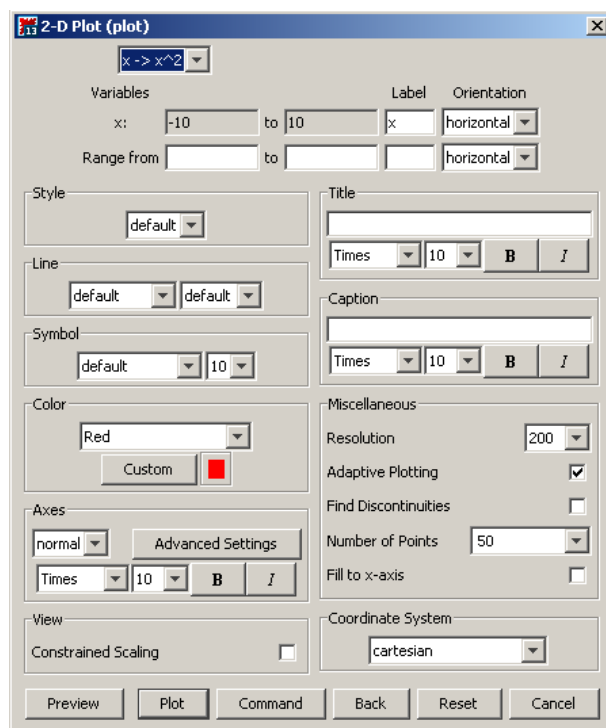 13 2-D Plot (plot)
x -> x^2
Variables Label Orientation
x: -10 to 10 x horizontal
Range from to horizontal
Style
default
Line
default default
Symbol
default 10
Color
Red
Custom
Axes
normal Advanced Settings
Times 10 B I
View
Constrained Scaling
Title
Times 10 B I
Caption
Times 10 B I
Miscellaneous
Resolution 200
Adaptive Plotting
Find Discontinuities
Number of Points 50
Fill to x-axis
Coordinate System
cartesian
Preview Plot Command Back Reset Cancel